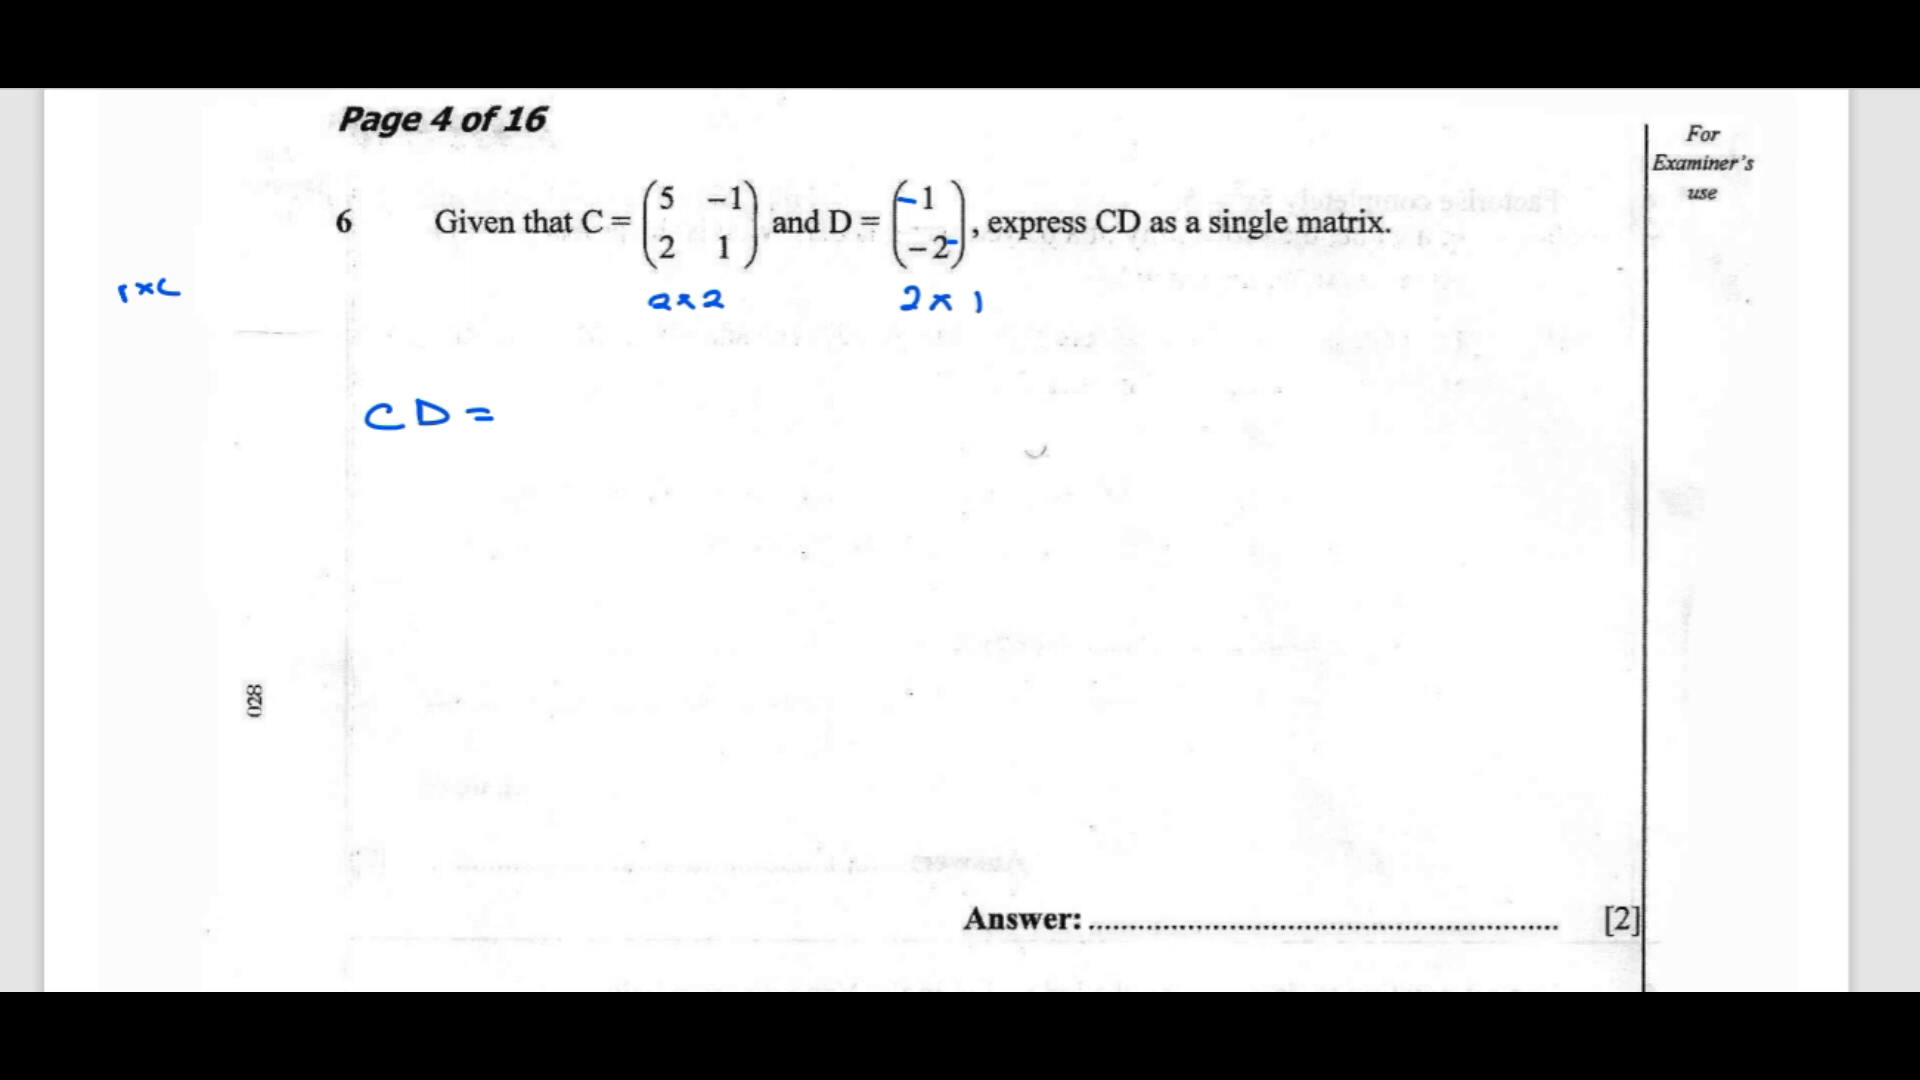 Page 4 of 16
For
Examiner's
use
6 Given that C = (5 −1) and D = (1), express CD as a single matrix.
(2 1) (−2)
r×c 2×2 2×1
CD =
028
Answer: ........................................................ [2]